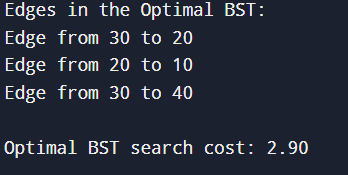 Edges in the Optimal BST:
Edge from 30 to 20
Edge from 20 to 10
Edge from 30 to 40
Optimal BST search cost: 2.90